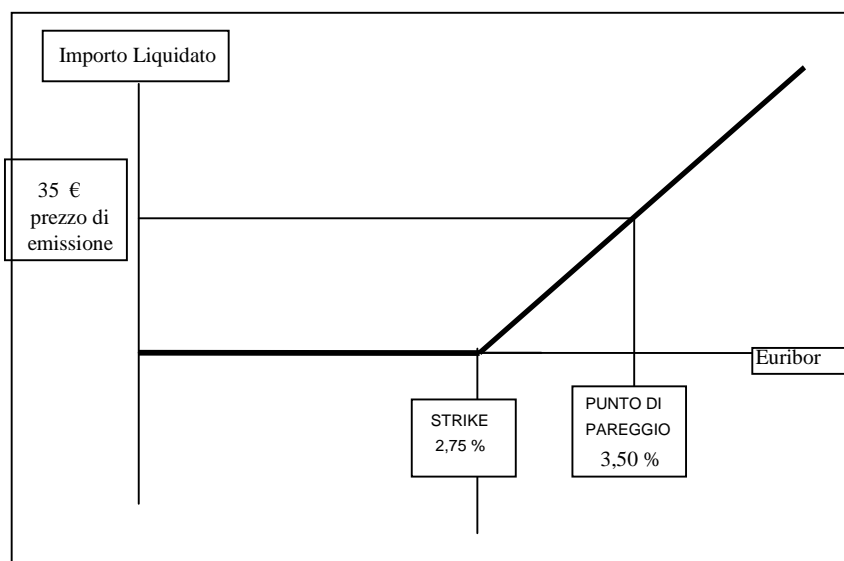 Importo Liquidato
35 €
prezzo di
emissione
Euribor
STRIKE
2,75 %
PUNTO DI
PAREGGIO
3,50 %